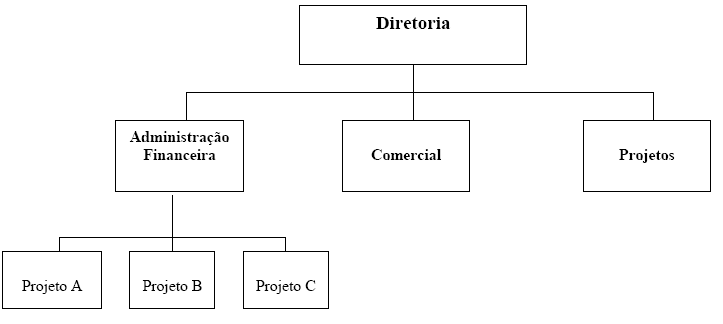 Diretoria
Administração
Financeira
Comercial
Projetos
Projeto A
Projeto B
Projeto C